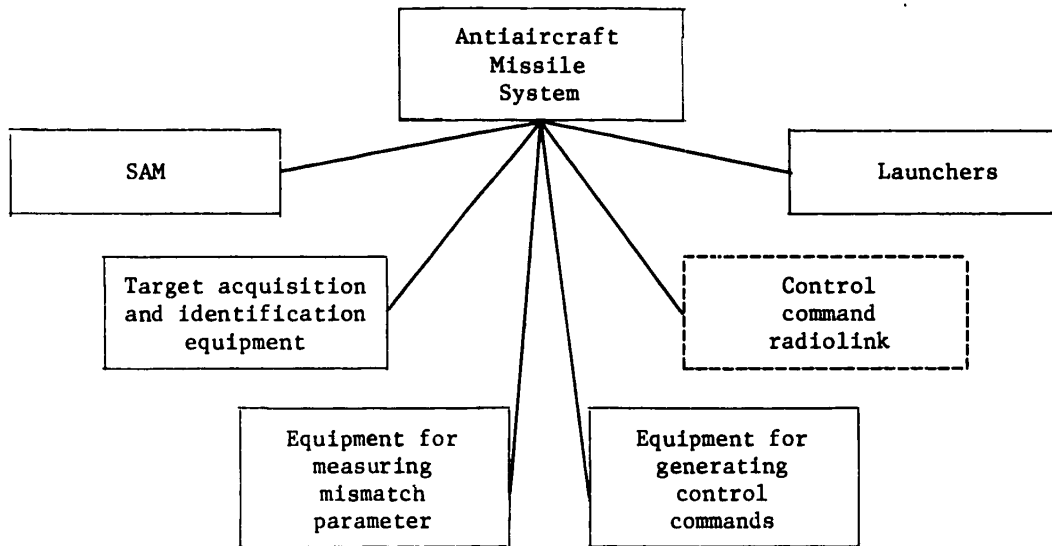 Antiaircraft
Missile
System
SAM
Launchers
Target acquisition
and identification
equipment
Control
command
radiolink
Equipment for
measuring
mismatch
parameter
Equipment for
generating
control
commands